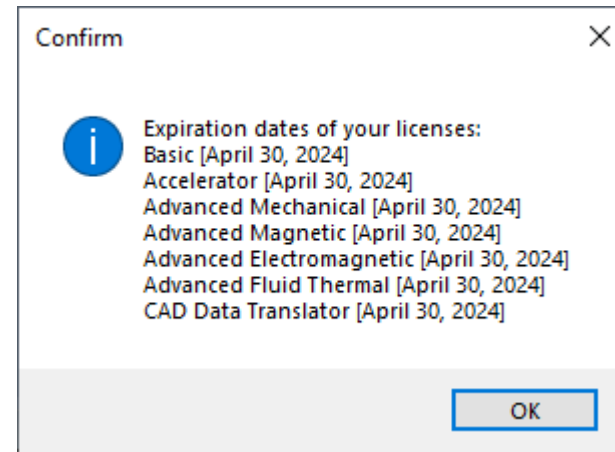 Confirm
Expiration dates of your licenses:
Basic [April 30, 2024]
Accelerator [April 30, 2024]
Advanced Mechanical [April 30, 2024]
Advanced Magnetic [April 30, 2024]
Advanced Electromagnetic [April 30, 2024]
Advanced Fluid Thermal [April 30, 2024]
CAD Data Translator [April 30, 2024]
OK